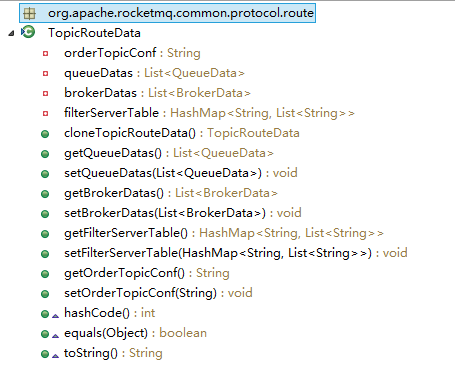 org.apache.rocketmq.common.protocol.route
TopicRouteData
orderTopicConf : String
queueDatas : List<QueueData>
brokerDatas : List<BrokerData>
filterServerTable : HashMap<String, List<String>>
cloneTopicRouteData() : TopicRouteData
getQueueDatas() : List<QueueData>
setQueueDatas(List<QueueData>) : void
getBrokerDatas() : List<BrokerData>
setBrokerDatas(List<BrokerData>) : void
getFilterServerTable() : HashMap<String, List<String>>
setFilterServerTable(HashMap<String, List<String>>) : void
getOrderTopicConf() : String
setOrderTopicConf(String) : void
hashCode() : int
equals(Object) : boolean
toString() : String